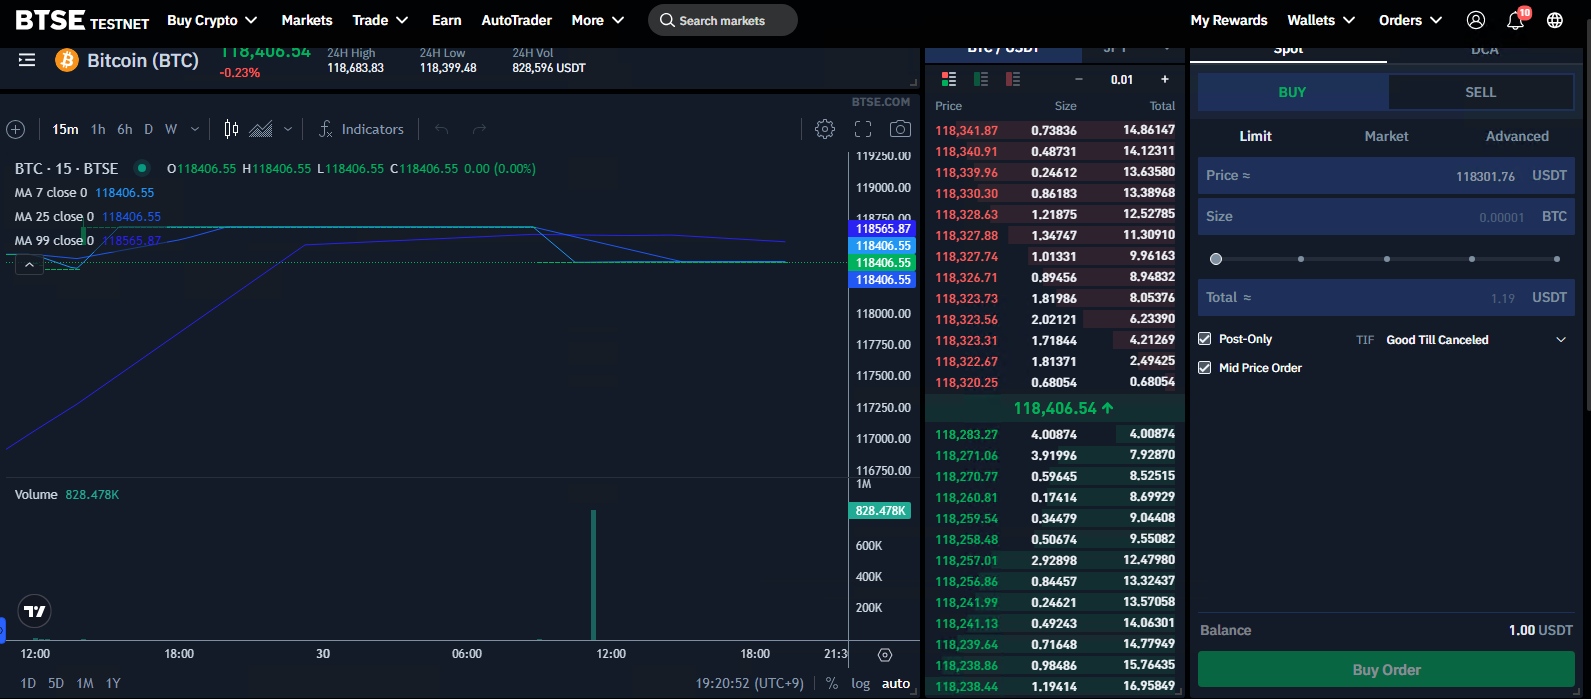 BTSE TESTNET Buy Crypto Markets Trade Earn AutoTrader More Search markets My Rewards Wallets Orders 10
Bitcoin (BTC) 118,406.54 -0.23% 24H High 118,683.83 24H Low 118,399.48 24H Vol 828,596 USDT
BTSE.COM
15m 1h 6h D W Indicators
BTC · 15 · BTSE O118406.55 H118406.55 L118406.55 C118406.55 0.00 (0.00%)
MA 7 close 0 118406.55
MA 25 close 0 118406.55
MA 99 close 0 118565.87
119250.00
119000.00
118750.00
118565.87
118406.55
118406.55
118406.55
118000.00
117750.00
117500.00
117250.00
117000.00
116750.00
Volume 828.478K
1M
828.478K
600K
400K
200K
12:00 18:00 30 06:00 12:00 18:00 21:3
1D 5D 1M 1Y 19:20:52 (UTC+9) % log auto
BTC / USDT JPY
0.01
Price Size Total
118,341.87 0.73836 14.86147
118,340.91 0.48731 14.12311
118,339.96 0.24612 13.63580
118,330.30 0.86183 13.38968
118,328.63 1.21875 12.52785
118,327.88 1.34747 11.30910
118,327.74 1.01331 9.96163
118,326.71 0.89456 8.94832
118,323.73 1.81986 8.05376
118,323.56 2.02121 6.23390
118,323.31 1.71844 4.21269
118,322.67 1.81371 2.49425
118,320.25 0.68054 0.68054
118,406.54
118,283.27 4.00874 4.00874
118,271.06 3.91996 7.92870
118,270.77 0.59645 8.52515
118,260.81 0.17414 8.69929
118,259.54 0.34479 9.04408
118,258.48 0.50674 9.55082
118,257.01 2.92898 12.47980
118,256.86 0.84457 13.32437
118,241.99 0.24621 13.57058
118,241.13 0.49243 14.06301
118,239.64 0.71648 14.77949
118,238.86 0.98486 15.76435
118,238.44 1.19414 16.95849
Spot DCA
BUY SELL
Limit Market Advanced
Price ≈ 118301.76 USDT
Size 0.00001 BTC
Total ≈ 1.19 USDT
Post-Only TIF Good Till Canceled
Mid Price Order
Balance 1.00 USDT
Buy Order